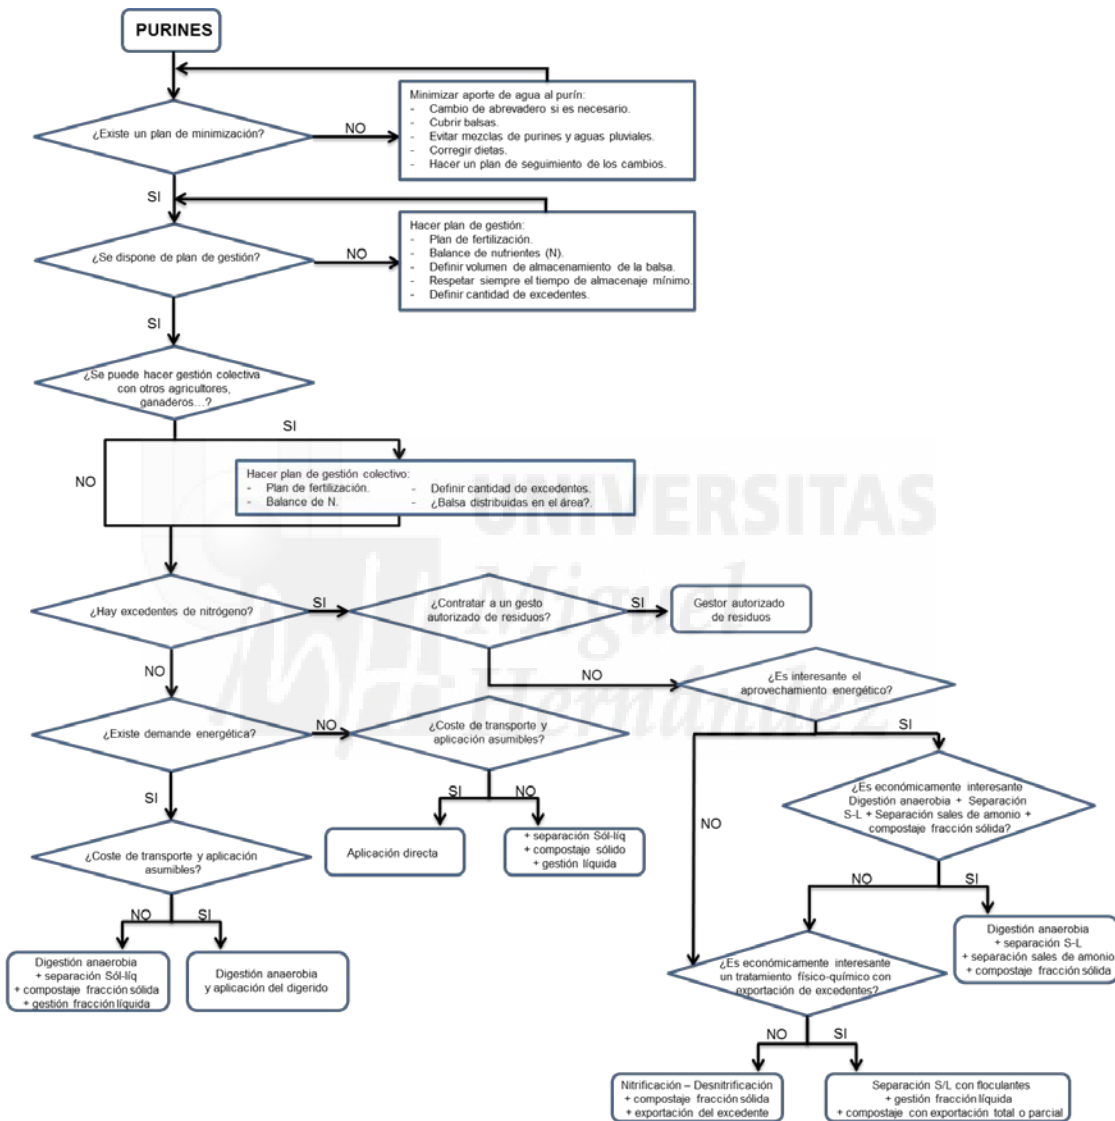 PURINES
¿Existe un plan de minimización?
NO
Minimizar aporte de agua al purín:
- Cambio de abrevadero si es necesario.
- Cubrir balsas.
- Evitar mezclas de purines y aguas pluviales.
- Corregir dietas.
- Hacer un plan de seguimiento de los cambios.
SI
¿Se dispone de plan de gestión?
NO
Hacer plan de gestión:
- Plan de fertilización.
- Balance de nutrientes (N).
- Definir volumen de almacenamiento de la balsa.
- Respetar siempre el tiempo de almacenaje mínimo.
- Definir cantidad de excedentes.
SI
¿Se puede hacer gestión colectiva
con otros agricultores,
ganaderos…?
SI
NO
Hacer plan de gestión colectivo:
- Plan de fertilización. - Definir cantidad de excedentes.
- Balance de N. - ¿Balsa distribuidas en el área?.
UNIVERSITAS
Miguel
Hernández
¿Hay excedentes de nitrógeno?
SI
¿Contratar a un gesto
autorizado de residuos?
SI
Gestor autorizado
de residuos
NO
NO
¿Es interesante el
aprovechamiento energético?
¿Existe demande energética?
NO
¿Coste de transporte y
aplicación asumibles?
SI
NO
SI
¿Es económicamente interesante
Digestión anaerobia + Separación
S-L + Separación sales de amonio +
compostaje fracción sólida?
SI
NO
Aplicación directa
+ separación Sól-líq
+ compostaje sólido
+ gestión líquida
SI
¿Coste de transporte y aplicación
asumibles?
NO
SI
NO
SI
Digestión anaerobia
+ separación Sól-líq
+ compostaje fracción sólida
+ gestión fracción líquida
Digestión anaerobia
y aplicación del digerido
Digestión anaerobia
+ separación S-L
+ separación sales de amonio
+ compostaje fracción sólida
¿Es económicamente interesante
un tratamiento físico-químico con
exportación de excedentes?
NO
SI
Nitrificación – Desnitrificación
+ compostaje fracción sólida
+ exportación del excedente
Separación S/L con floculantes
+ gestión fracción líquida
+ compostaje con exportación total o parcial